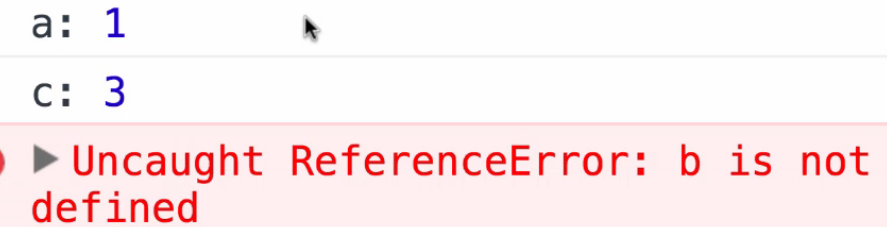 a: 1
c: 3
Uncaught ReferenceError: b is not
defined